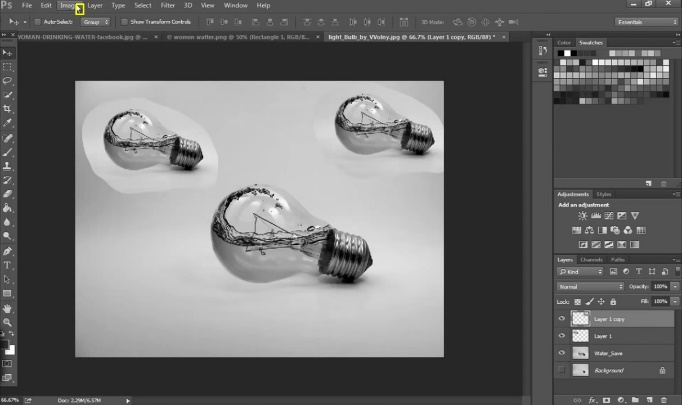 Ps File Edit Image Layer Type Select Filter 3D View Window Help
Auto-Select: Group Show Transform Controls 3D Mode: Essentials
WOMAN-DRINKING-WATER-facebook.jpg @ ... × © women watter.png @ 50% (Rectangle 1, RGB/8... × light_Bulb_by_VVoley.jpg @ 66.7% (Layer 1 copy, RGB/8#) * ×
Color Swatches
Adjustments Styles
Add an adjustment
Layers Channels Paths
Kind
Normal Opacity: 100%
Lock: Fill: 100%
Layer 1 copy
Layer 1
Water_Save
Background
66.67% Doc: 2.29M/6.57M
fx